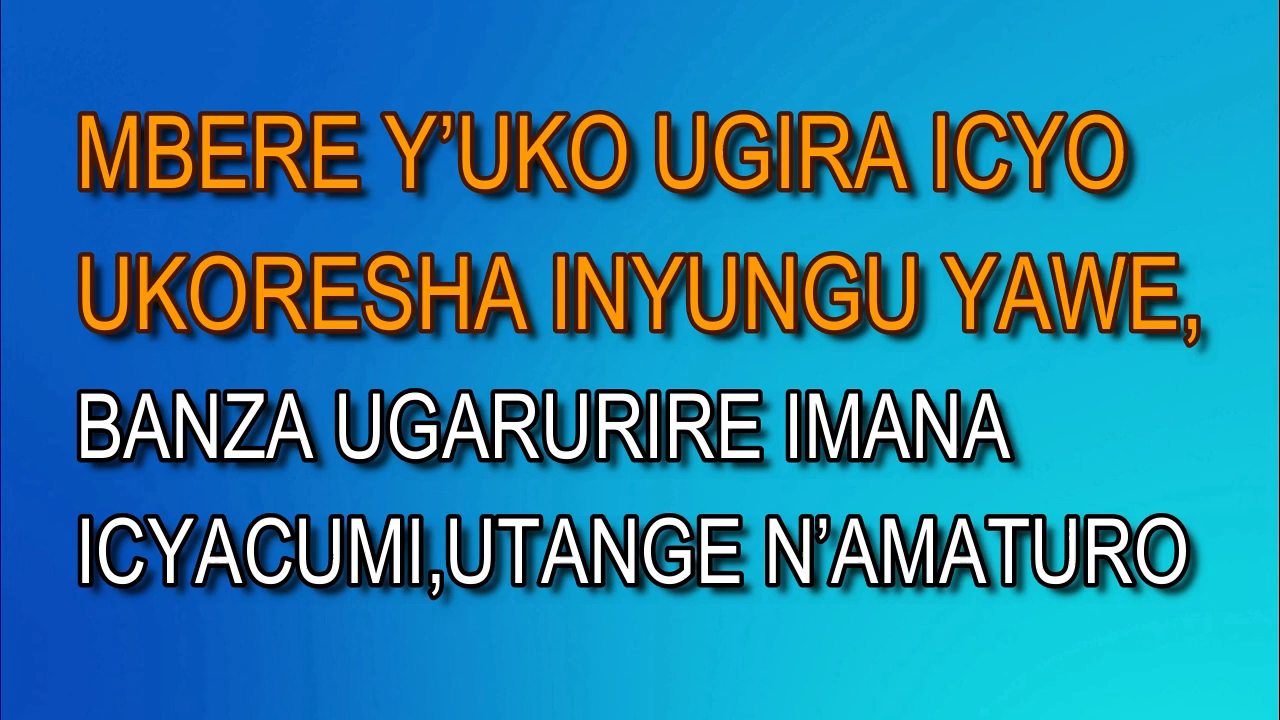 MBERE Y’UKO UGIRA ICYO
UKORESHA INYUNGU YAWE,
BANZA UGARURIRE IMANA
ICYACUMI,UTANGE N’AMATURO